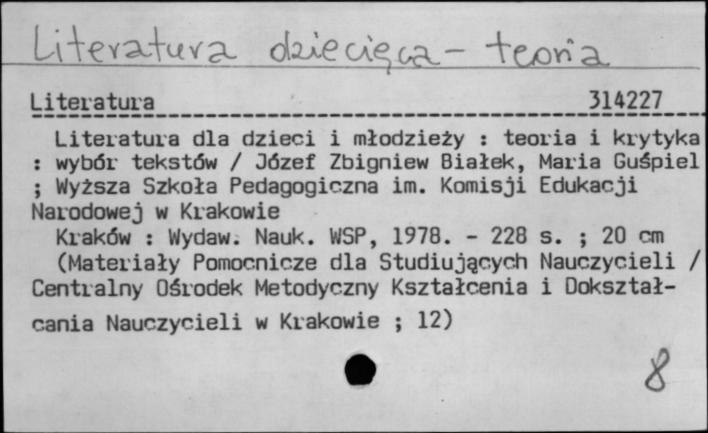 Literatura dziecięca - teoria
Literatura 314227
Literatura dla dzieci i młodzieży : teoria i krytyka
: wybór tekstów / Józef Zbigniew Białek, Maria Guśpiel
; Wyższa Szkoła Pedagogiczna im. Komisji Edukacji
Narodowej w Krakowie
Kraków : Wydaw. Nauk. WSP, 1978. - 228 s. ; 20 cm
(Materiały Pomocnicze dla Studiujących Nauczycieli /
Centralny Ośrodek Metodyczny Kształcenia i Dokształ-
cania Nauczycieli w Krakowie ; 12)
8